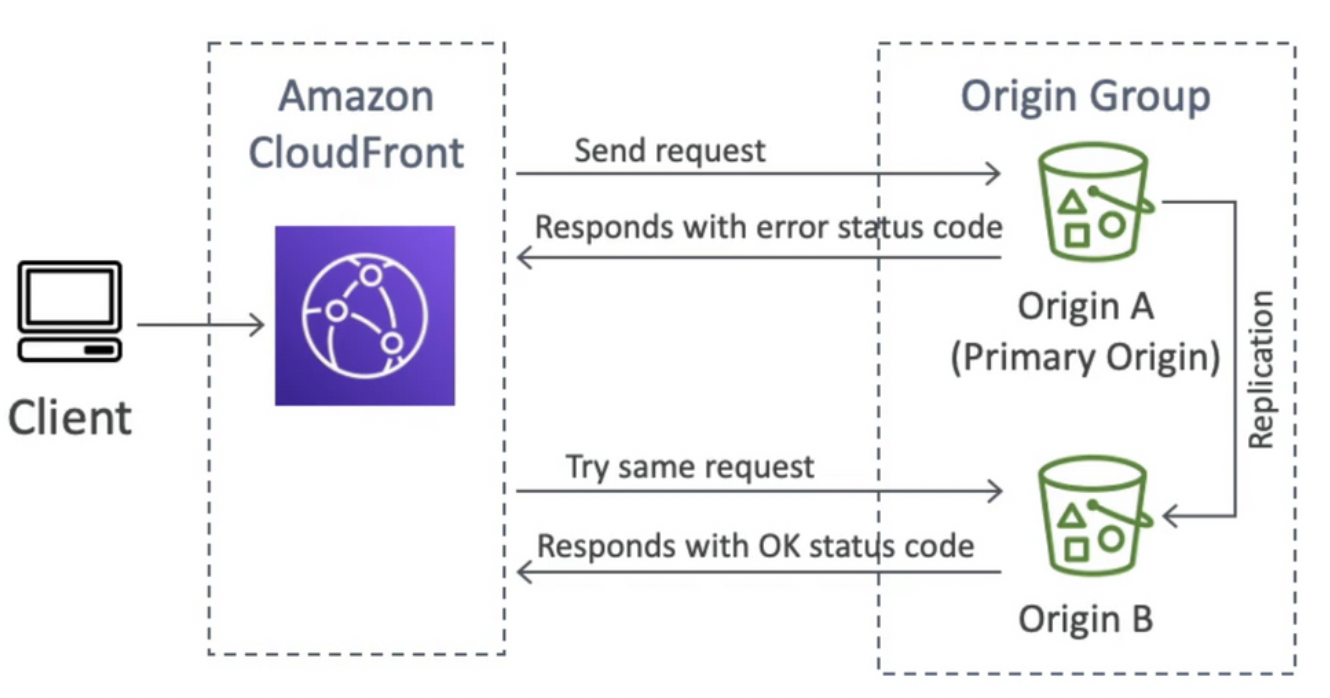 Amazon
CloudFront
Origin Group
Send request
Responds with error status code
Client
Origin A
(Primary Origin)
Replication
Try same request
Responds with OK status code
Origin B